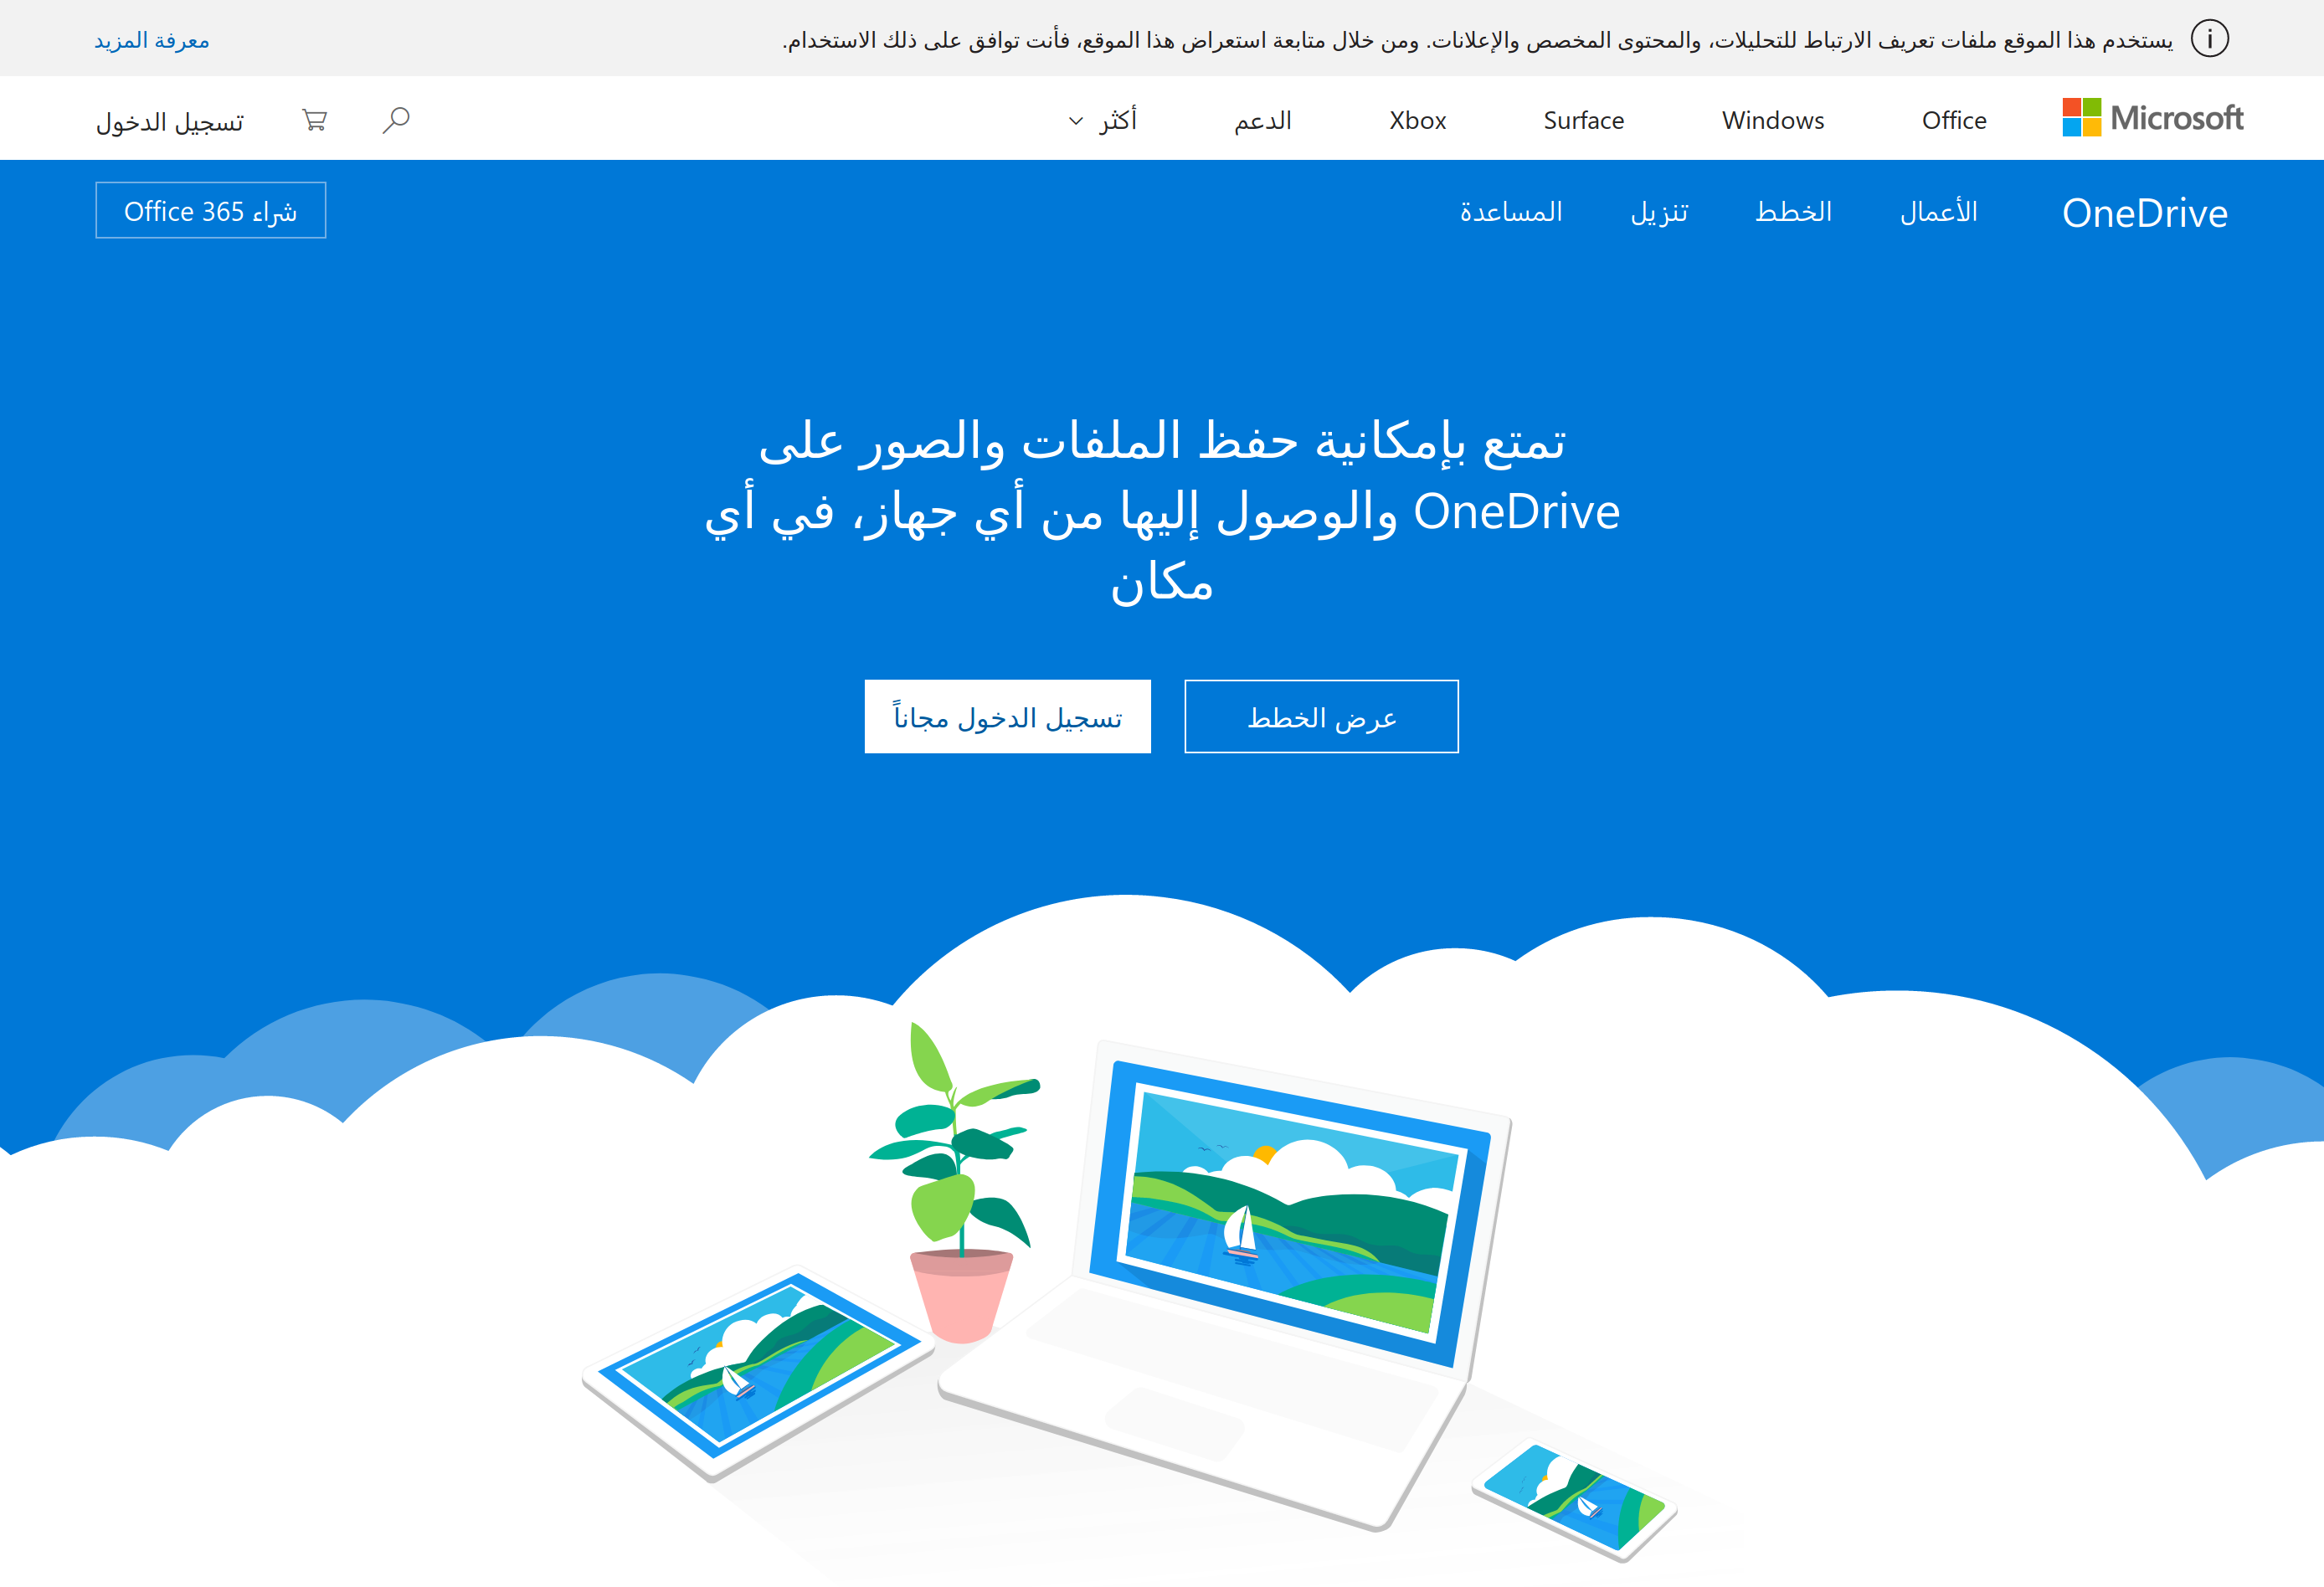 يستخدم هذا الموقع ملفات تعريف الارتباط للتحليلات، والمحتوى المخصص والإعلانات. ومن خلال متابعة استعراض هذا الموقع، فأنت توافق على ذلك الاستخدام.
معرفة المزيد
Microsoft
Office
Windows
Surface
Xbox
الدعم
أكثر
تسجيل الدخول
OneDrive
الأعمال
الخطط
تنزيل
المساعدة
شراء Office 365
تمتع بإمكانية حفظ الملفات والصور على
OneDrive والوصول إليها من أي جهاز، في أي
مكان
عرض الخطط
تسجيل الدخول مجاناً